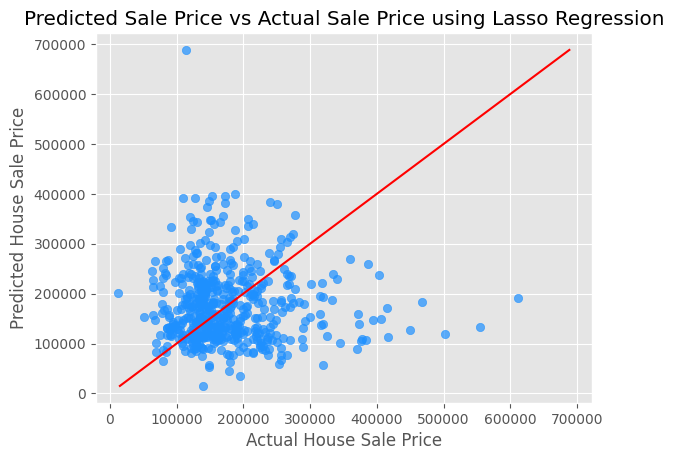 Predicted Sale Price vs Actual Sale Price using Lasso Regression
700000
600000
500000
400000
300000
200000
100000
0
Predicted House Sale Price
0 100000 200000 300000 400000 500000 600000 700000
Actual House Sale Price